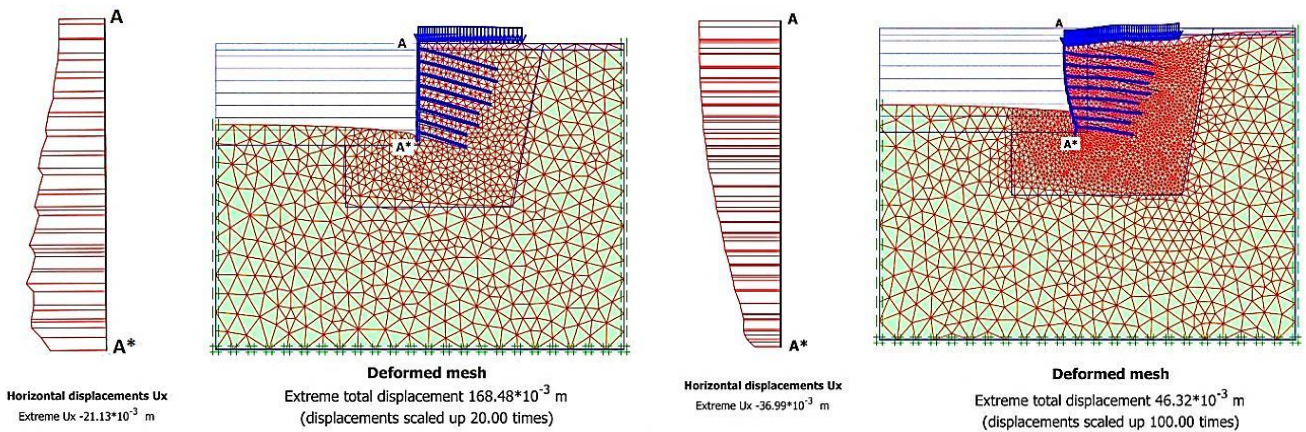 A
A*
Horizontal displacements Ux
Extreme Ux -21.13*10⁻³ m
A
A*
Deformed mesh
Extreme total displacement 168.48*10⁻³ m
(displacements scaled up 20.00 times)
A
A*
Horizontal displacements Ux
Extreme Ux -36.99*10⁻³ m
A
A*
Deformed mesh
Extreme total displacement 46.32*10⁻³ m
(displacements scaled up 100.00 times)